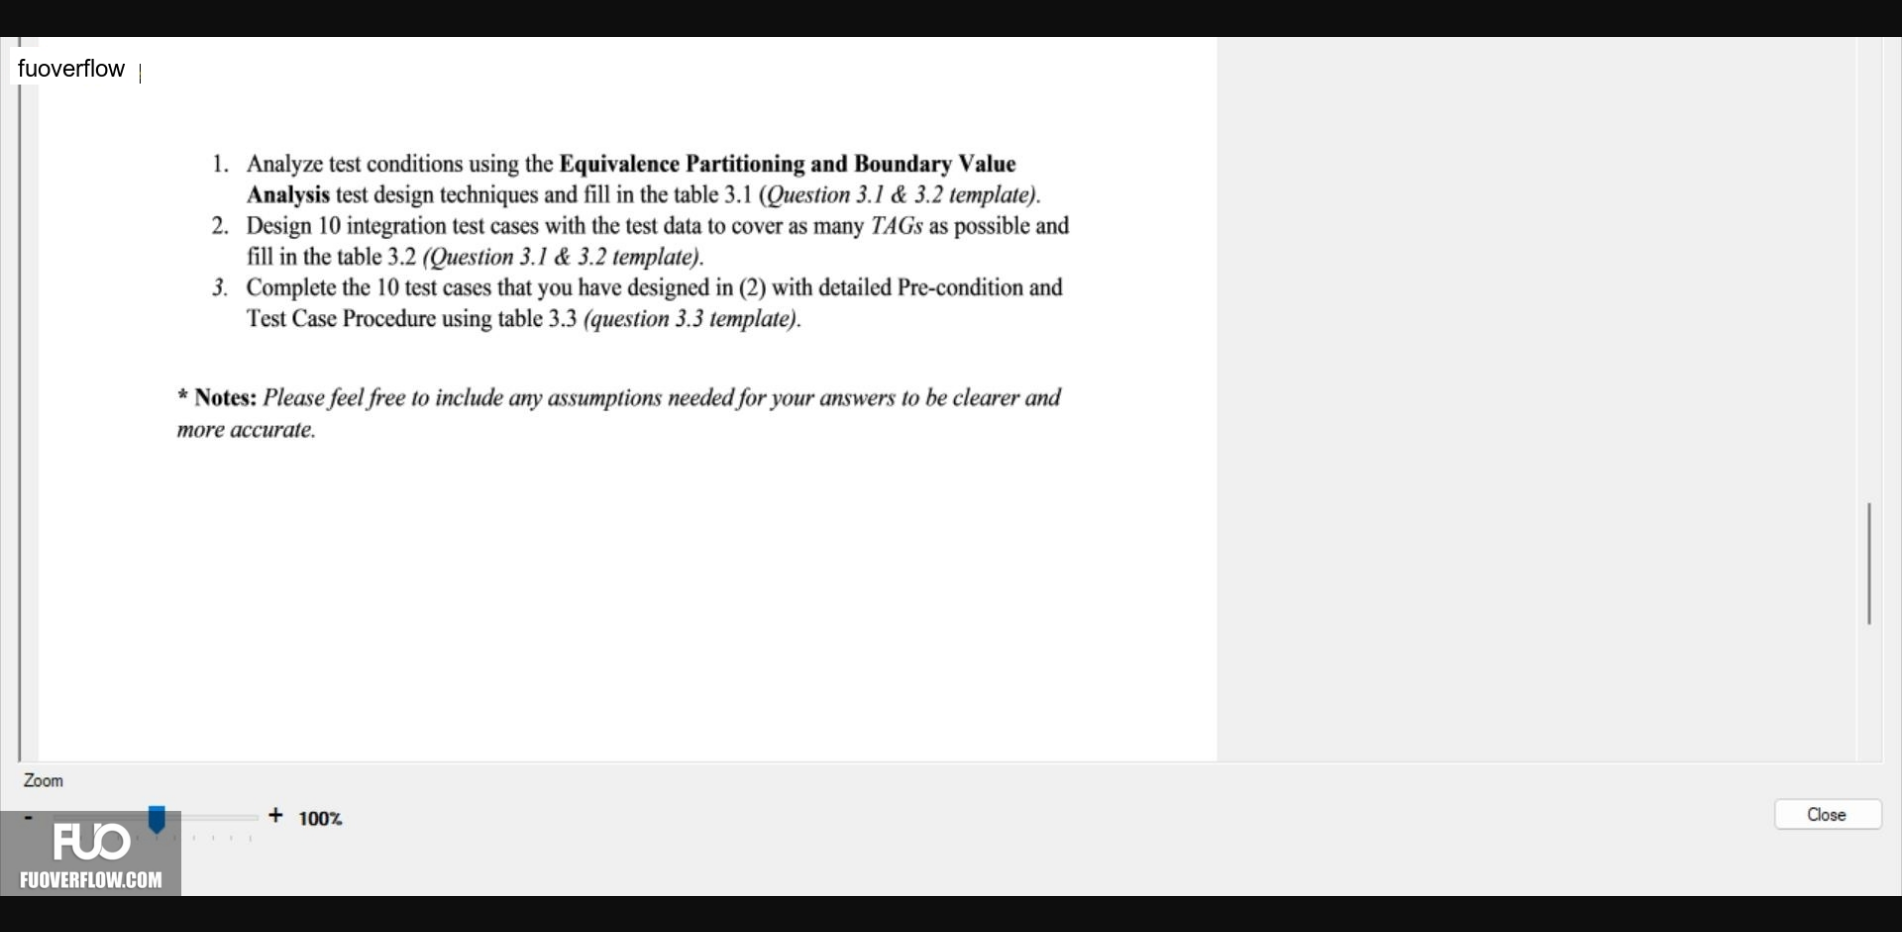 fuoverflow
1. Analyze test conditions using the Equivalence Partitioning and Boundary Value
Analysis test design techniques and fill in the table 3.1 (Question 3.1 & 3.2 template).
2. Design 10 integration test cases with the test data to cover as many TAGs as possible and
fill in the table 3.2 (Question 3.1 & 3.2 template).
3. Complete the 10 test cases that you have designed in (2) with detailed Pre-condition and
Test Case Procedure using table 3.3 (question 3.3 template).
* Notes: Please feel free to include any assumptions needed for your answers to be clearer and
more accurate.
Zoom
- + 100%
Close
FUO
FUOVERFLOW.COM